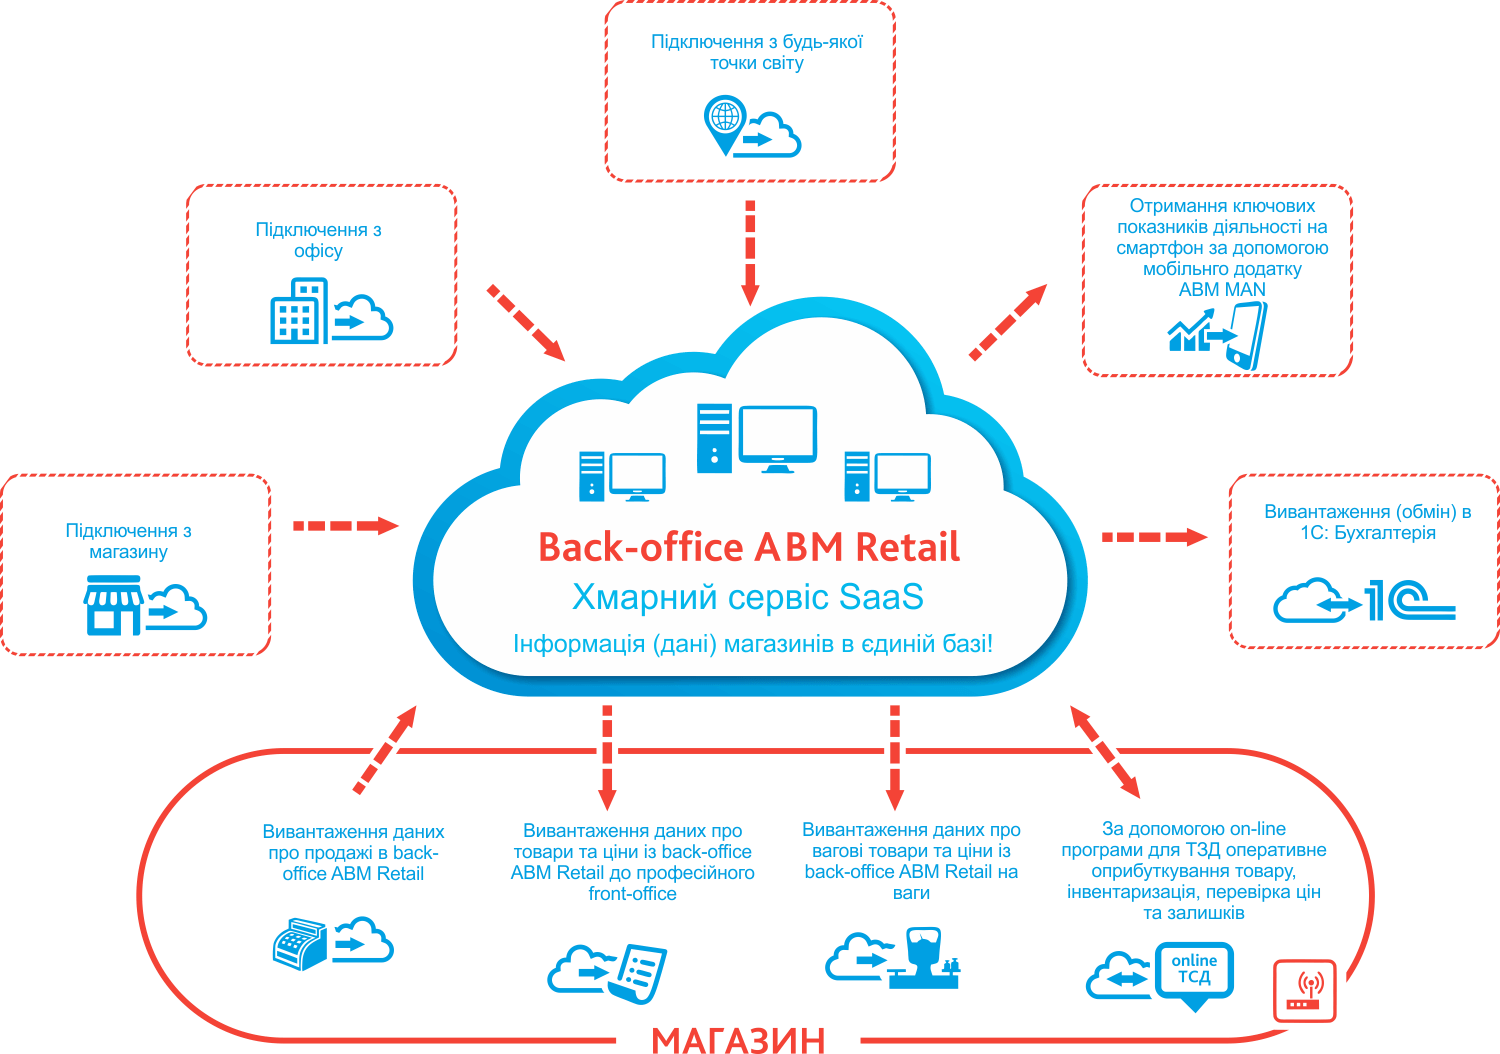 Підключення з будь-якої
точки світу
Підключення з
офісу
Отримання ключових
показників діяльності на
смартфон за допомогою
мобільнго додатку
ABM MAN
Підключення з
магазину
Back-office ABM Retail
Хмарний сервіс SaaS
Інформація (дані) магазинів в єдиній базі!
Вивантаження (обмін) в
1С: Бухгалтерія
1С
Вивантаження даних
про продажі в back-
office ABM Retail
Вивантаження даних про
товари та ціни із back-office
ABM Retail до професійного
front-office
Вивантаження даних про
вагові товари та ціни із
back-office ABM Retail на
ваги
За допомогою on-line
програми для ТЗД оперативне
оприбуткування товару,
інвентаризація, перевірка цін
та залишків
online
ТСД
МАГАЗИН